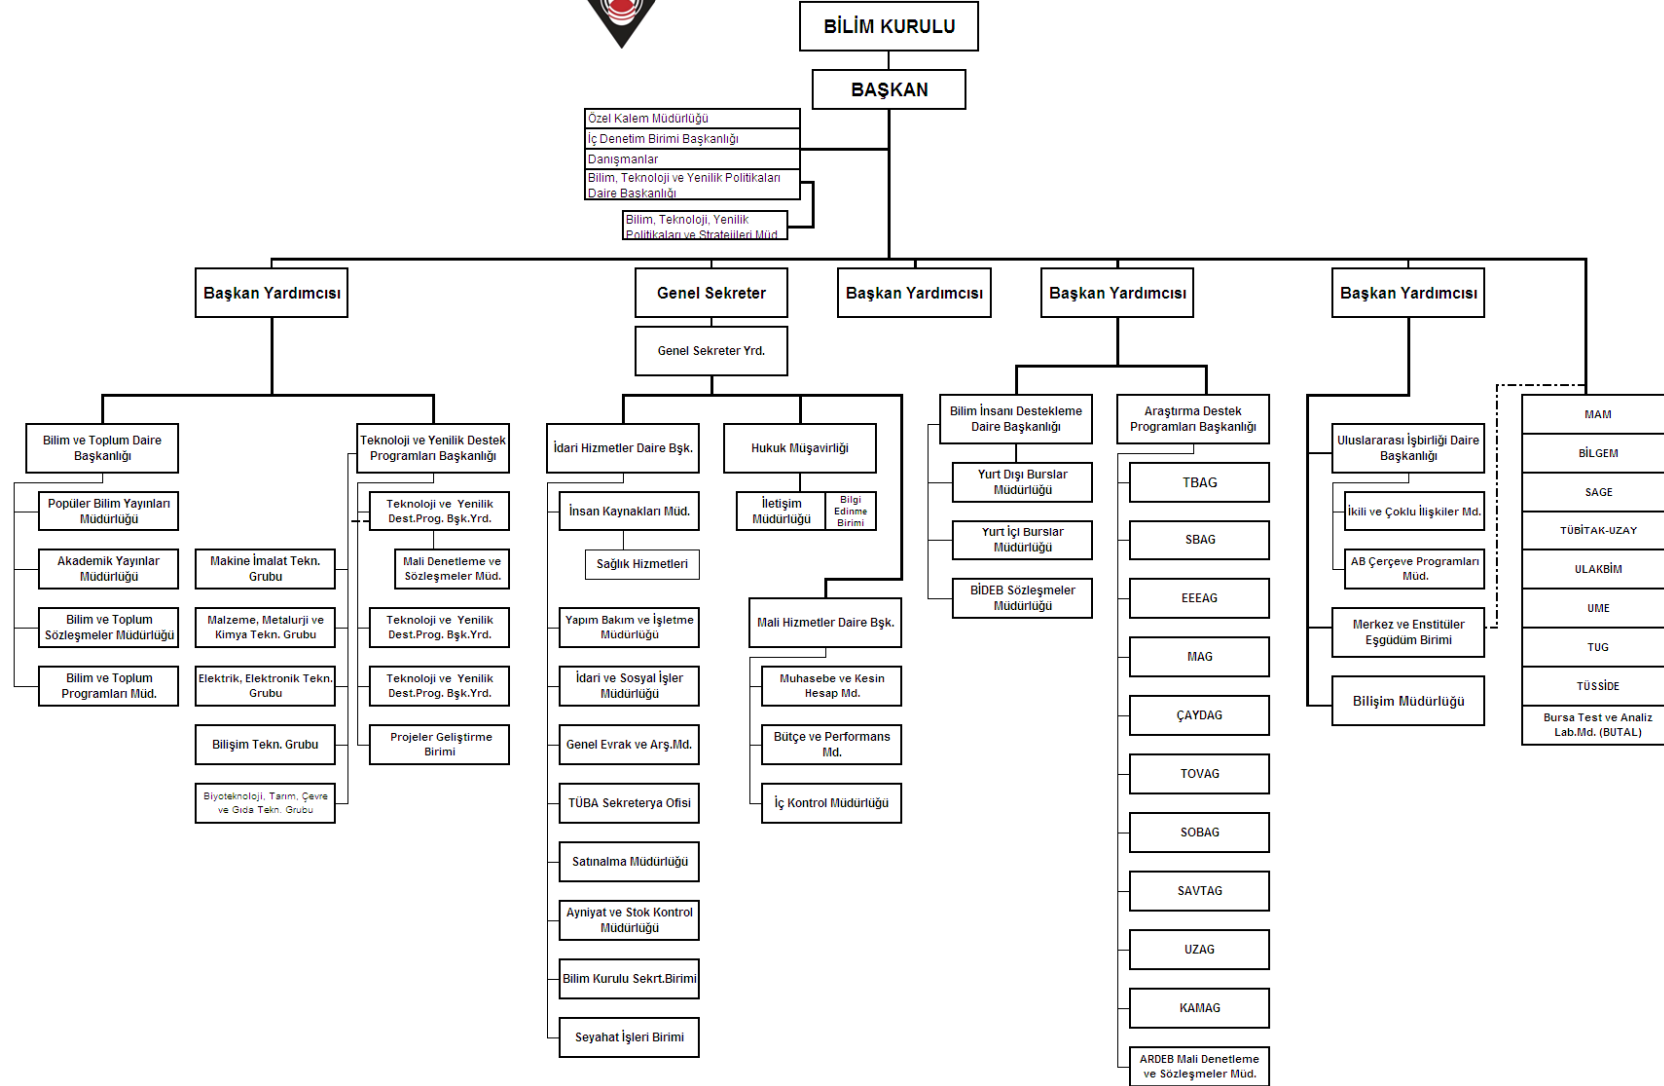 BİLİM KURULU
BAŞKAN
Özel Kalem Müdürlüğü
İç Denetim Birimi Başkanlığı
Danışmanlar
Bilim, Teknoloji ve Yenilik Politikaları
Daire Başkanlığı
Bilim, Teknoloji, Yenilik
Politikaları ve Stratejileri Müd
Başkan Yardımcısı
Genel Sekreter
Başkan Yardımcısı
Başkan Yardımcısı
Başkan Yardımcısı
Genel Sekreter Yrd.
Bilim ve Toplum Daire
Başkanlığı
Popüler Bilim Yayınları
Müdürlüğü
Akademik Yayınlar
Müdürlüğü
Bilim ve Toplum
Sözleşmeler Müdürlüğü
Bilim ve Toplum
Programları Müd.
Teknoloji ve Yenilik Destek
Programları Başkanlığı
Makine İmalat Tekn.
Grubu
Malzeme, Metalurji ve
Kimya Tekn. Grubu
Elektrik, Elektronik Tekn.
Grubu
Bilişim Tekn. Grubu
Biyoteknoloji, Tarım, Çevre
ve Gıda Tekn. Grubu
Teknoloji ve Yenilik
Dest.Prog. Bşk.Yrd.
Mali Denetleme ve
Sözleşmeler Müd.
Teknoloji ve Yenilik
Dest.Prog. Bşk.Yrd.
Teknoloji ve Yenilik
Dest.Prog. Bşk.Yrd.
Projeler Geliştirme
Birimi
İdari Hizmetler Daire Bşk.
İnsan Kaynakları Müd.
Sağlık Hizmetleri
Yapım Bakım ve İşletme
Müdürlüğü
İdari ve Sosyal İşler
Müdürlüğü
Genel Evrak ve Arş.Md.
TÜBA Sekreterya Ofisi
Satınalma Müdürlüğü
Ayniyat ve Stok Kontrol
Müdürlüğü
Bilim Kurulu Sekrt.Birimi
Seyahat İşleri Birimi
Hukuk Müşavirliği
İletişim
Müdürlüğü
Bilgi
Edinme
Birimi
Mali Hizmetler Daire Bşk.
Muhasebe ve Kesin
Hesap Md.
Bütçe ve Performans
Md.
İç Kontrol Müdürlüğü
Bilim İnsanı Destekleme
Daire Başkanlığı
Yurt Dışı Burslar
Müdürlüğü
Yurt İçi Burslar
Müdürlüğü
BİDEB Sözleşmeler
Müdürlüğü
Araştırma Destek
Programları Başkanlığı
TBAG
SBAG
EEEAG
MAG
ÇAYDAG
TOVAG
SOBAG
SAVTAG
UZAG
KAMAG
ARDEB Mali Denetleme
ve Sözleşmeler Müd.
Uluslararası İşbirliği Daire
Başkanlığı
İkili ve Çoklu İlişkiler Md.
AB Çerçeve Programları
Müd.
Merkez ve Enstitüler
Eşgüdüm Birimi
Bilişim Müdürlüğü
MAM
BİLGEM
SAGE
TÜBİTAK-UZAY
ULAKBİM
UME
TUG
TÜSSİDE
Bursa Test ve Analiz
Lab.Md. (BUTAL)